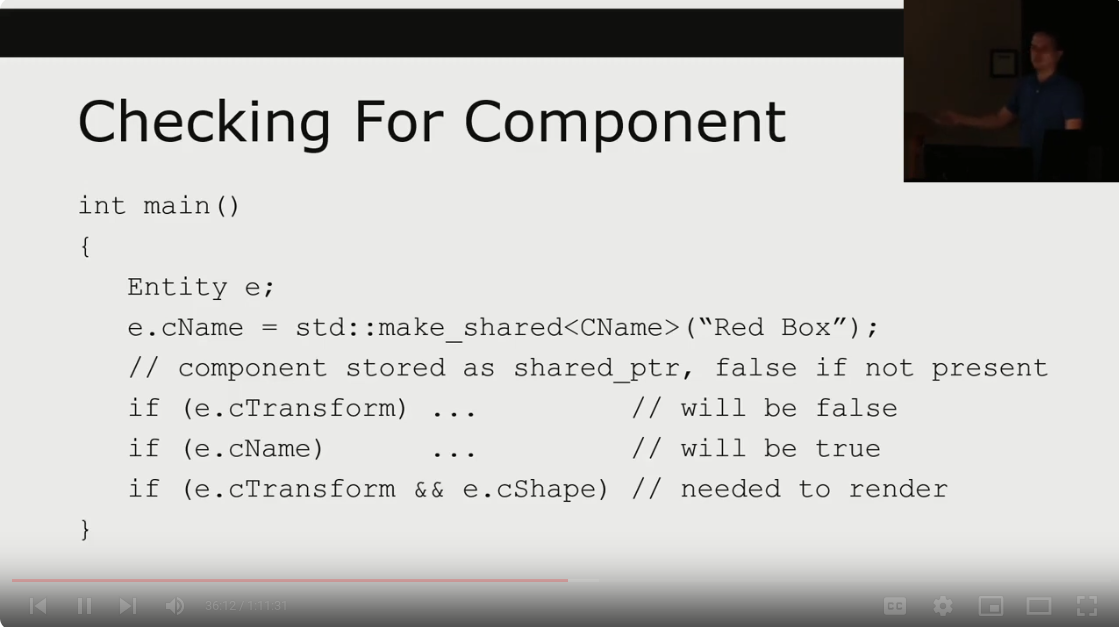 Checking For Component
int main()
{
Entity e;
e.cName = std::make_shared<CName>(“Red Box”);
// component stored as shared_ptr, false if not present
if (e.cTransform) ... // will be false
if (e.cName) ... // will be true
if (e.cTransform && e.cShape) // needed to render
}
36:12 / 1:11:31
CC